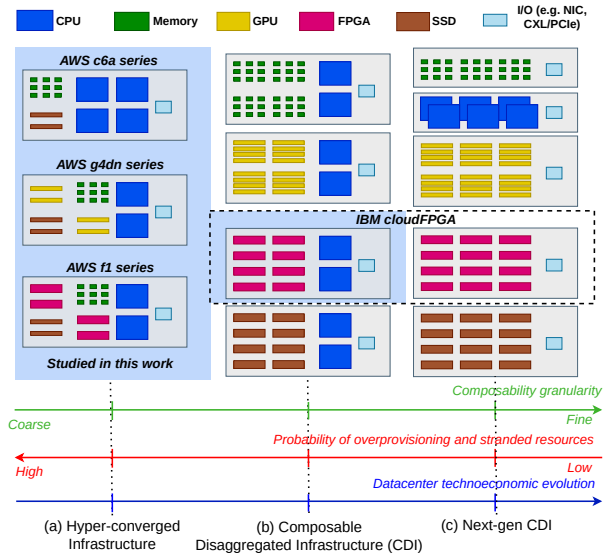 CPU
Memory
GPU
FPGA
SSD
I/O (e.g. NIC,
CXL/PCIe)
AWS c6a series
AWS g4dn series
AWS f1 series
Studied in this work
IBM cloudFPGA
Composability granularity
Coarse
Fine
Probability of overprovisioning and stranded resources
High
Low
Datacenter technoeconomic evolution
(a) Hyper-converged
Infrastructure
(b) Composable
Disaggregated Infrastructure (CDI)
(c) Next-gen CDI